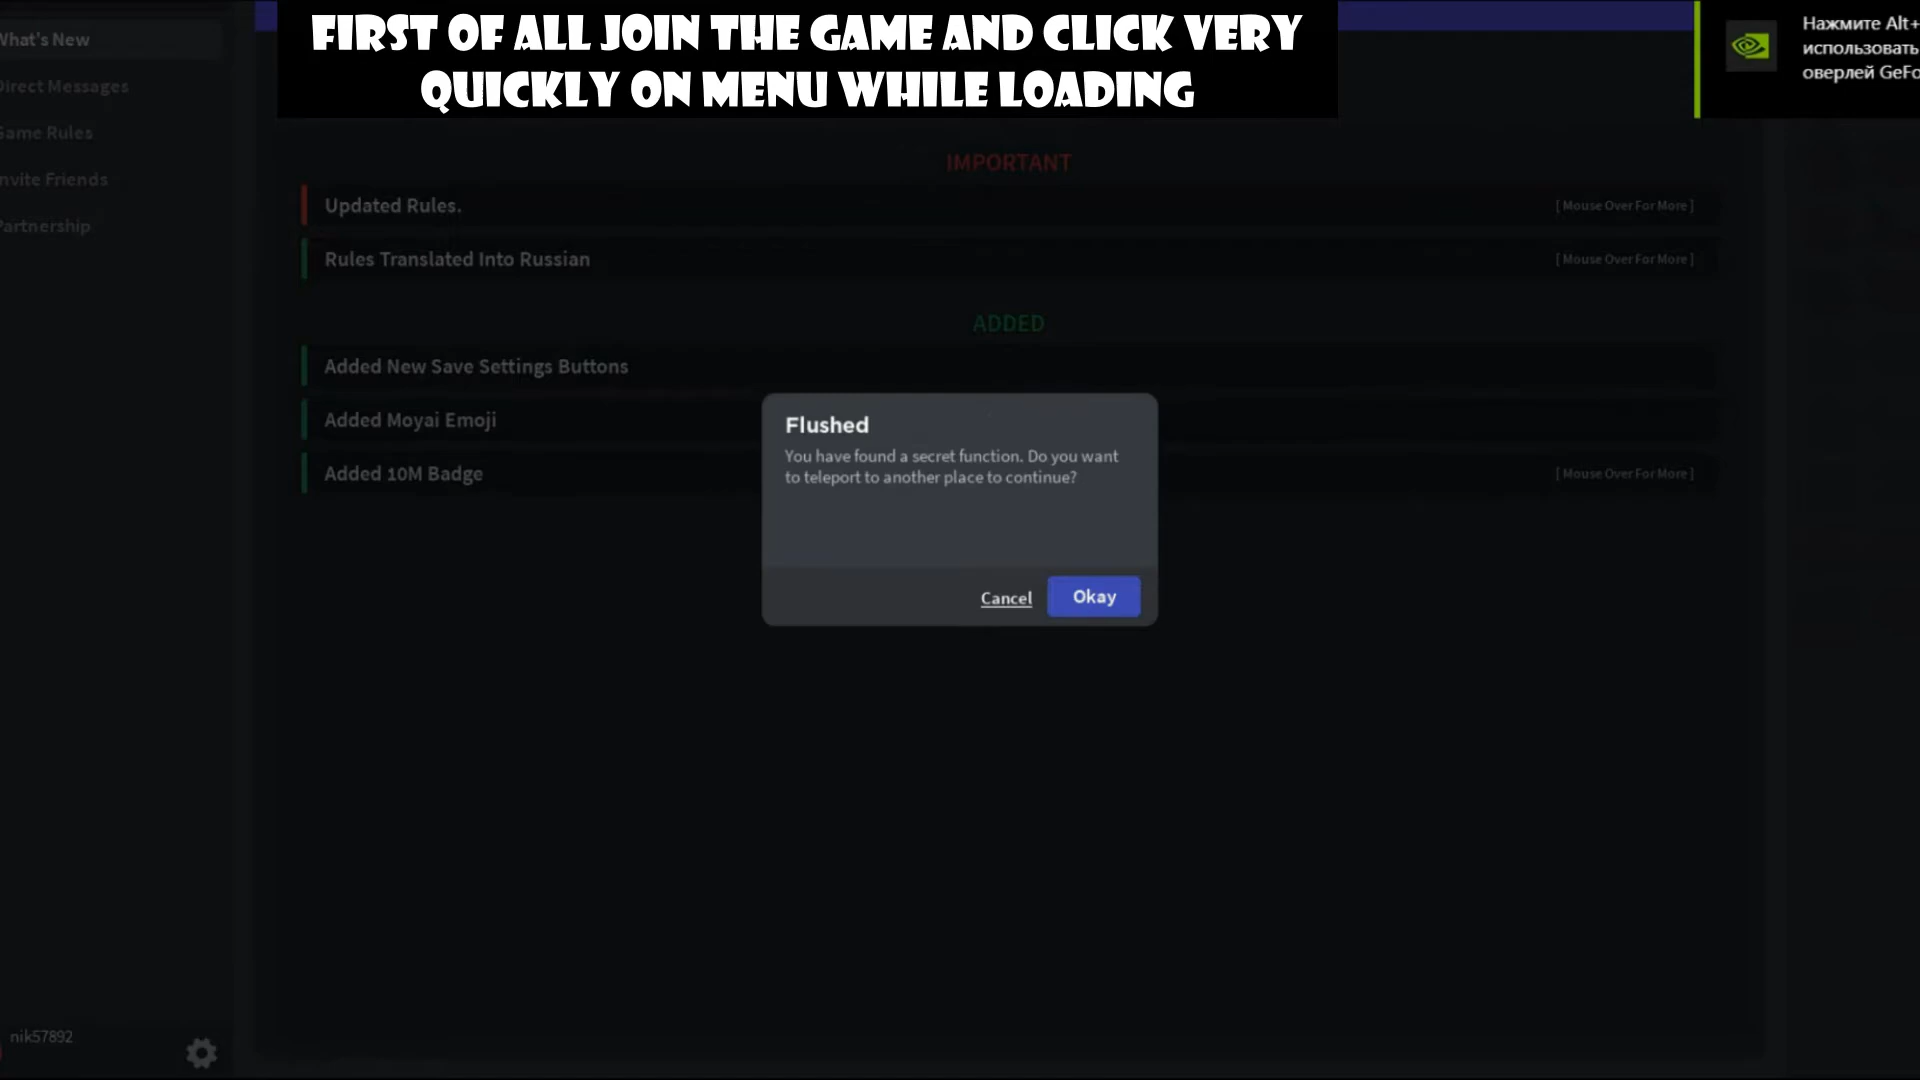 FIRST OF ALL JOIN THE GAME AND CLICK VERY
QUICKLY ON MENU WHILE LOADING
Нажмите Alt+
использовать
оверлей GeFo
What's New
Direct Messages
Game Rules
Invite Friends
Partnership
IMPORTANT
Updated Rules.
[ Mouse Over For More ]
Rules Translated Into Russian
[ Mouse Over For More ]
ADDED
Added New Save Settings Buttons
Added Moyai Emoji
Added 10M Badge
[ Mouse Over For More ]
Flushed
You have found a secret function. Do you want
to teleport to another place to continue?
Cancel
Okay
nik57892